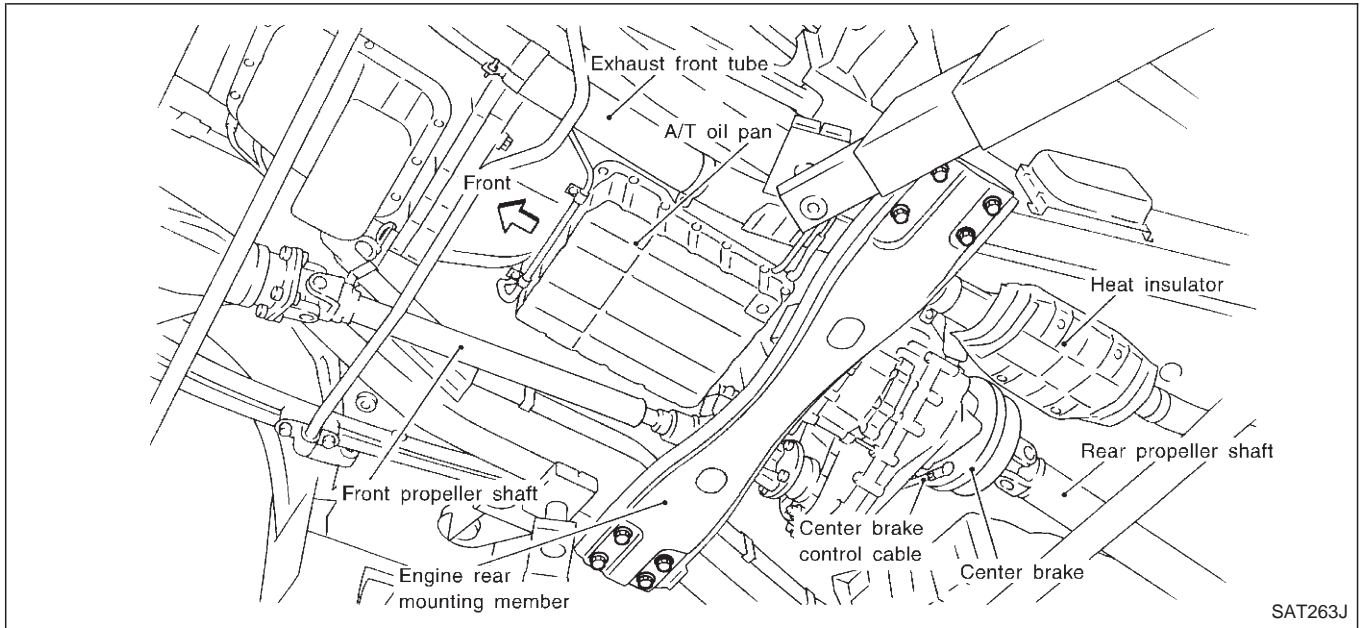 Exhaust front tube
A/T oil pan
Front
Heat insulator
Rear propeller shaft
Front propeller shaft
Center brake
control cable
Center brake
Engine rear
mounting member
SAT263J